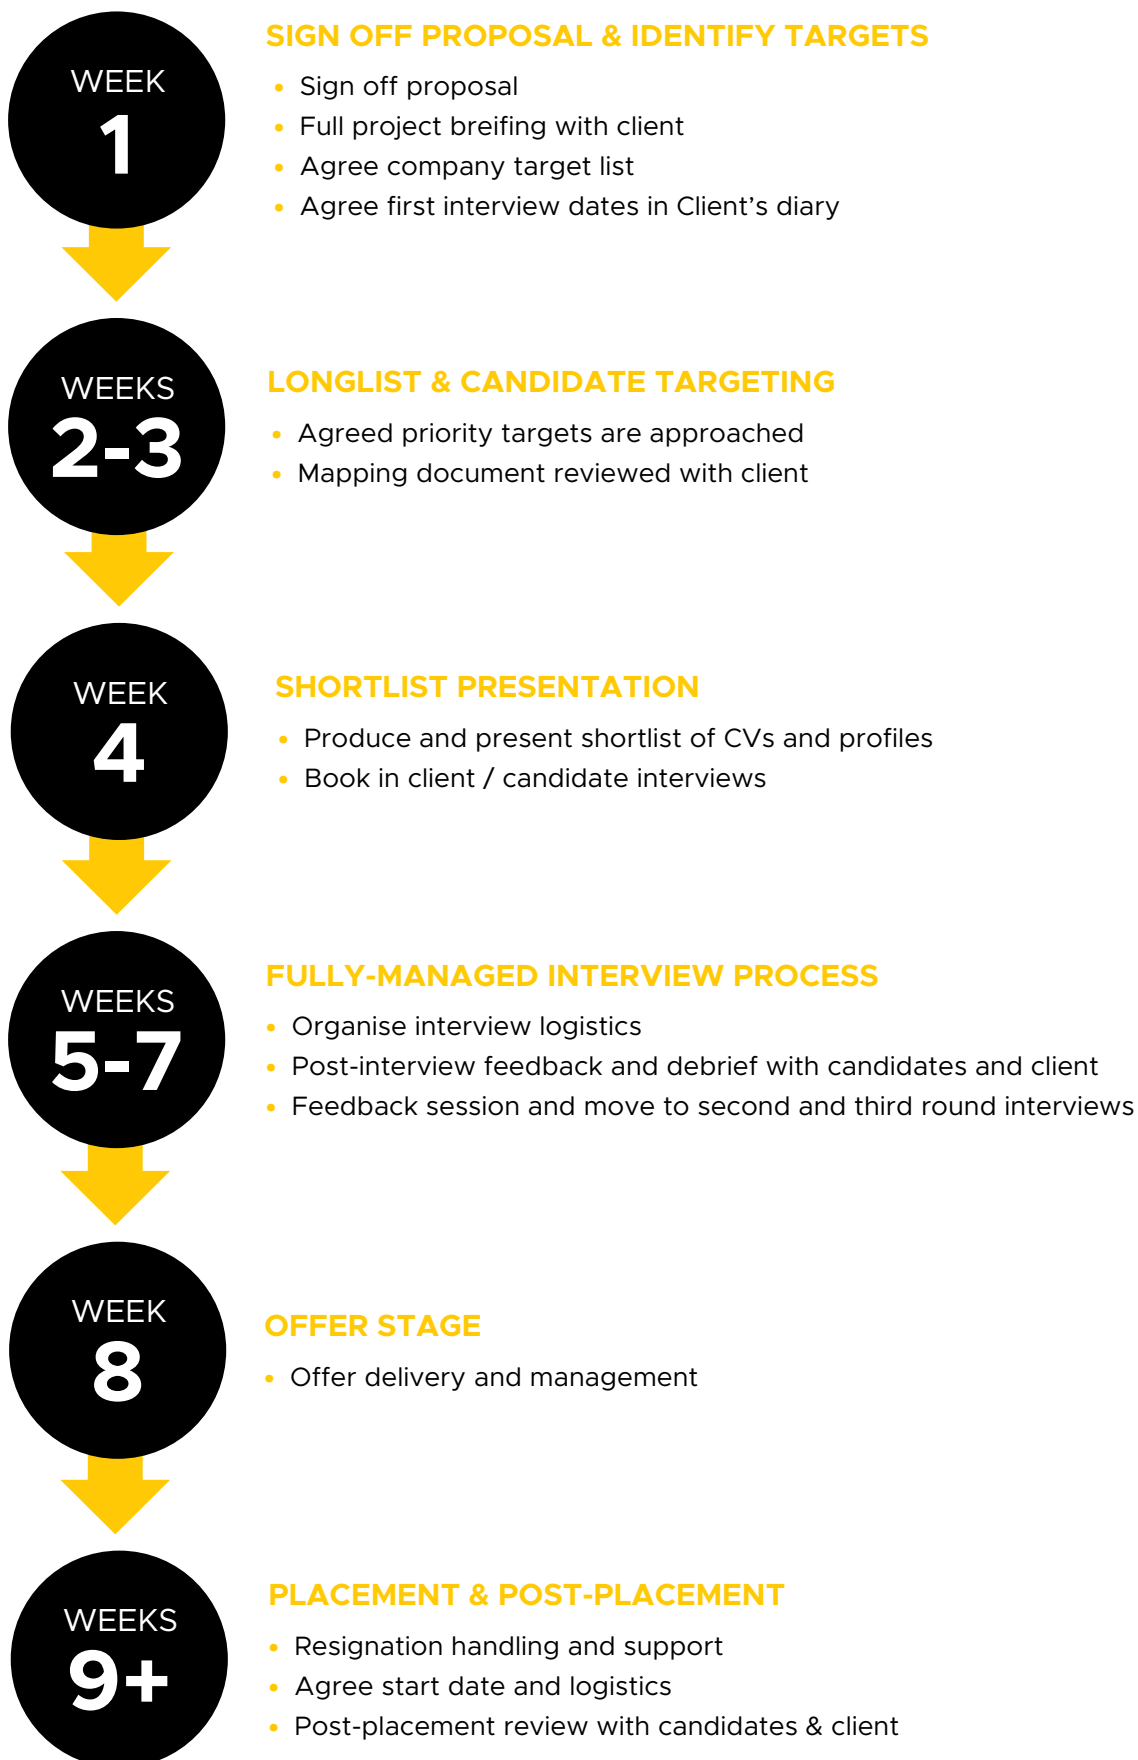 WEEK
1
SIGN OFF PROPOSAL & IDENTIFY TARGETS
• Sign off proposal
• Full project breifing with client
• Agree company target list
• Agree first interview dates in Client’s diary
WEEKS
2-3
LONGLIST & CANDIDATE TARGETING
• Agreed priority targets are approached
• Mapping document reviewed with client
WEEK
4
SHORTLIST PRESENTATION
• Produce and present shortlist of CVs and profiles
• Book in client / candidate interviews
WEEKS
5-7
FULLY-MANAGED INTERVIEW PROCESS
• Organise interview logistics
• Post-interview feedback and debrief with candidates and client
• Feedback session and move to second and third round interviews
WEEK
8
OFFER STAGE
• Offer delivery and management
WEEKS
9+
PLACEMENT & POST-PLACEMENT
• Resignation handling and support
• Agree start date and logistics
• Post-placement review with candidates & client